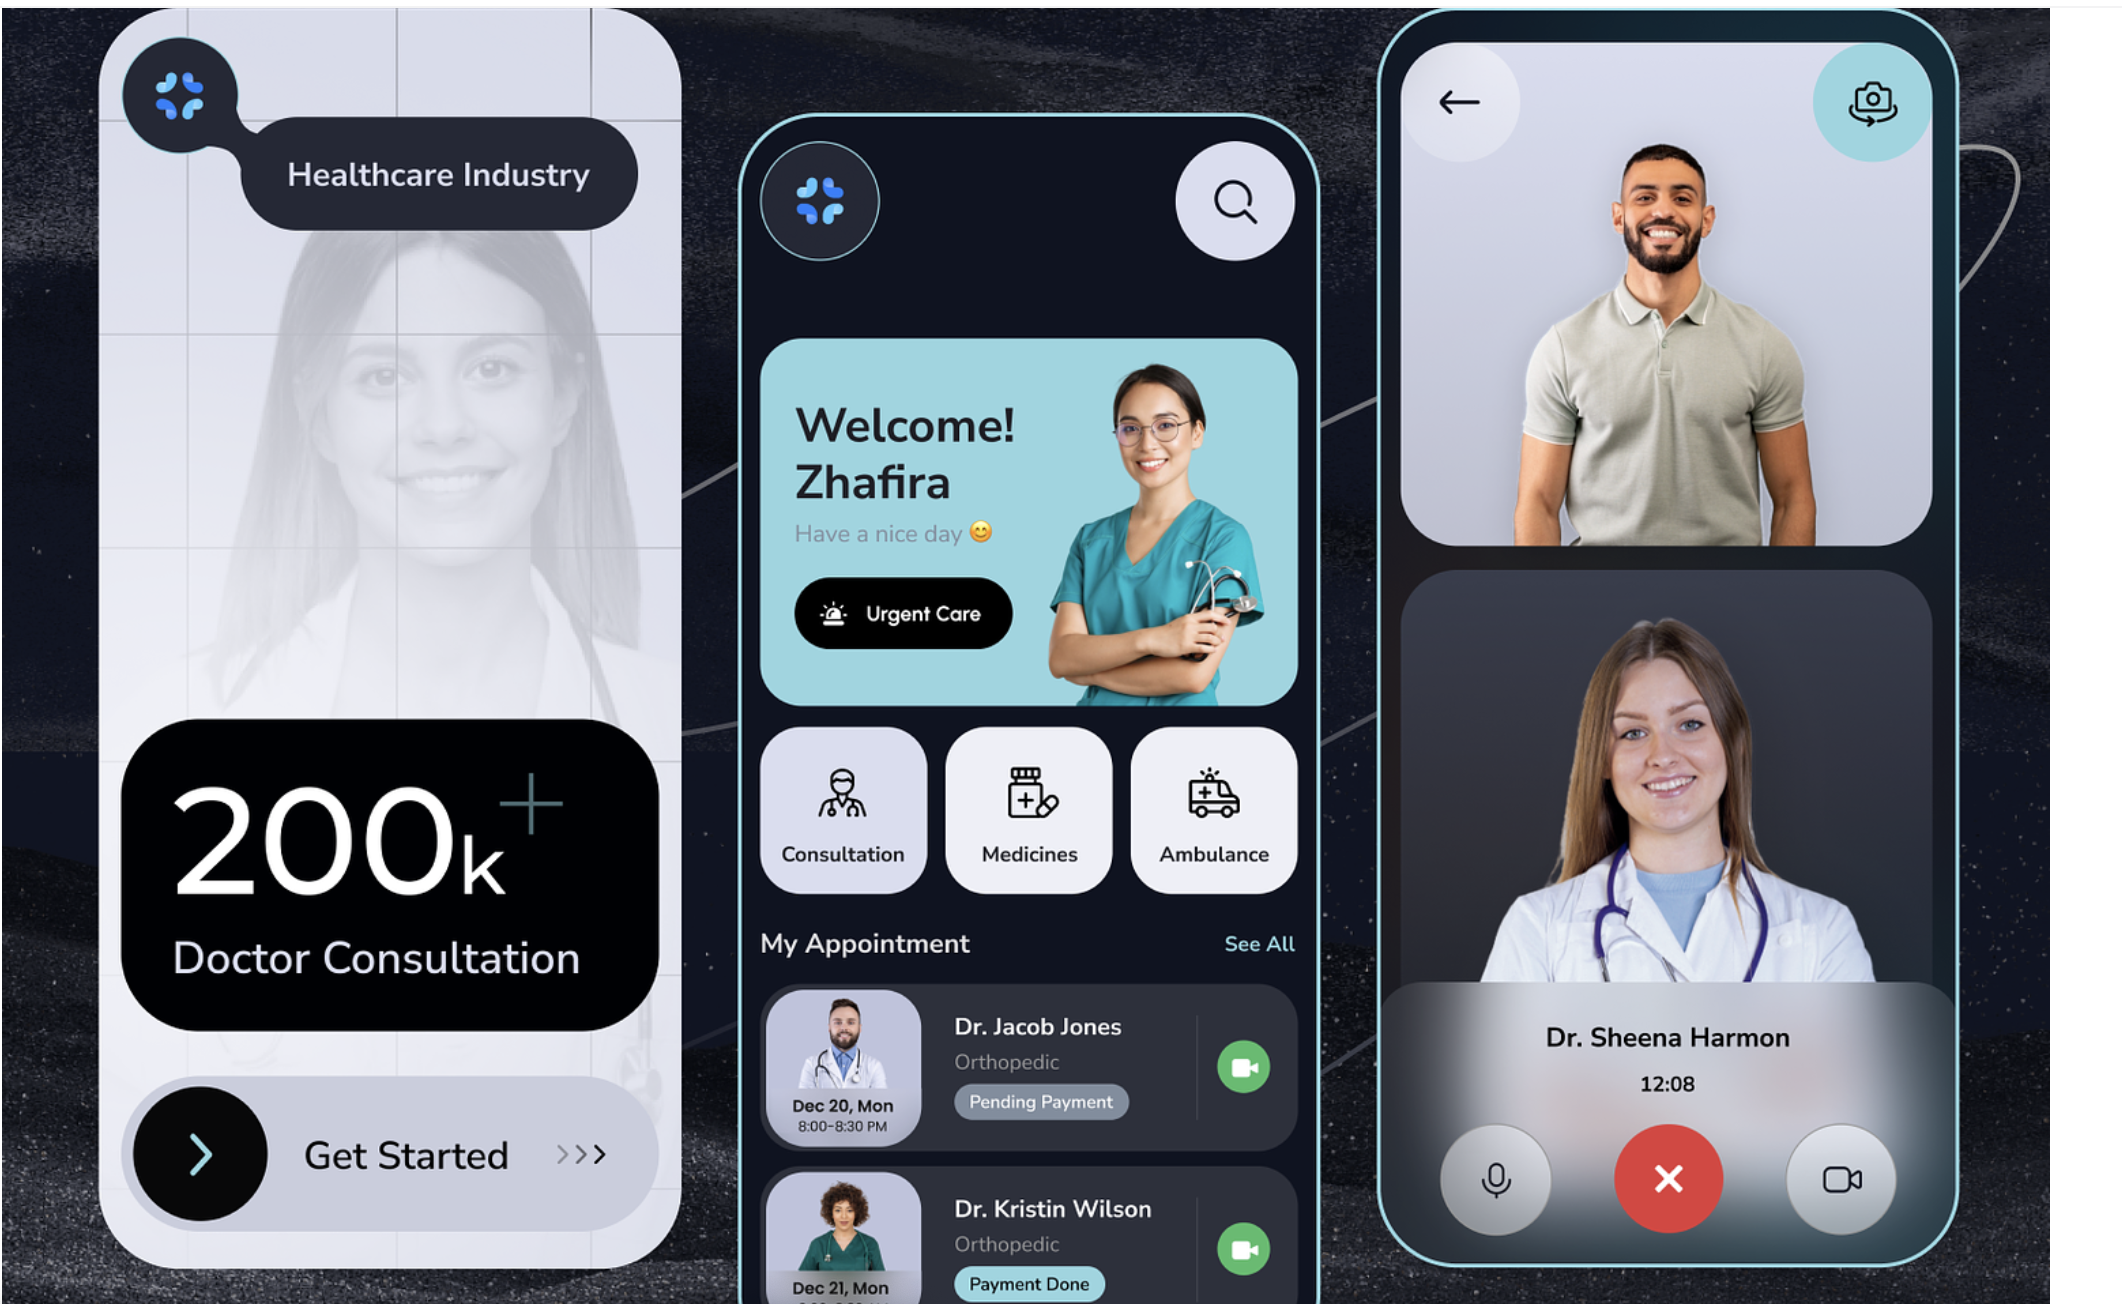 Healthcare Industry
200k+
Doctor Consultation
Get Started
Welcome!
Zhafira
Have a nice day 😊
Urgent Care
Consultation
Medicines
Ambulance
My Appointment
See All
Dr. Jacob Jones
Orthopedic
Pending Payment
Dec 20, Mon
8:00-8:30 PM
Dr. Kristin Wilson
Orthopedic
Payment Done
Dec 21, Mon
Dr. Sheena Harmon
12:08